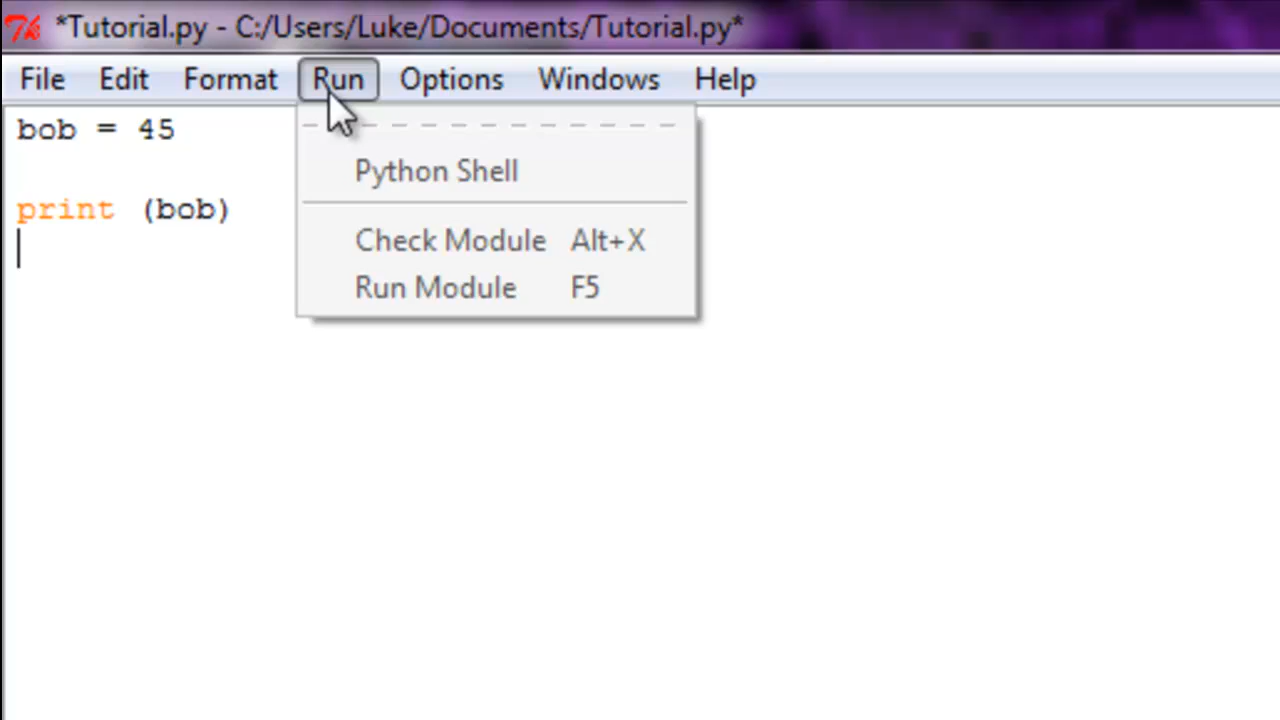 *Tutorial.py - C:/Users/Luke/Documents/Tutorial.py*
File Edit Format Run Options Windows Help
bob = 45
Python Shell
print (bob)
Check Module Alt+X
Run Module F5